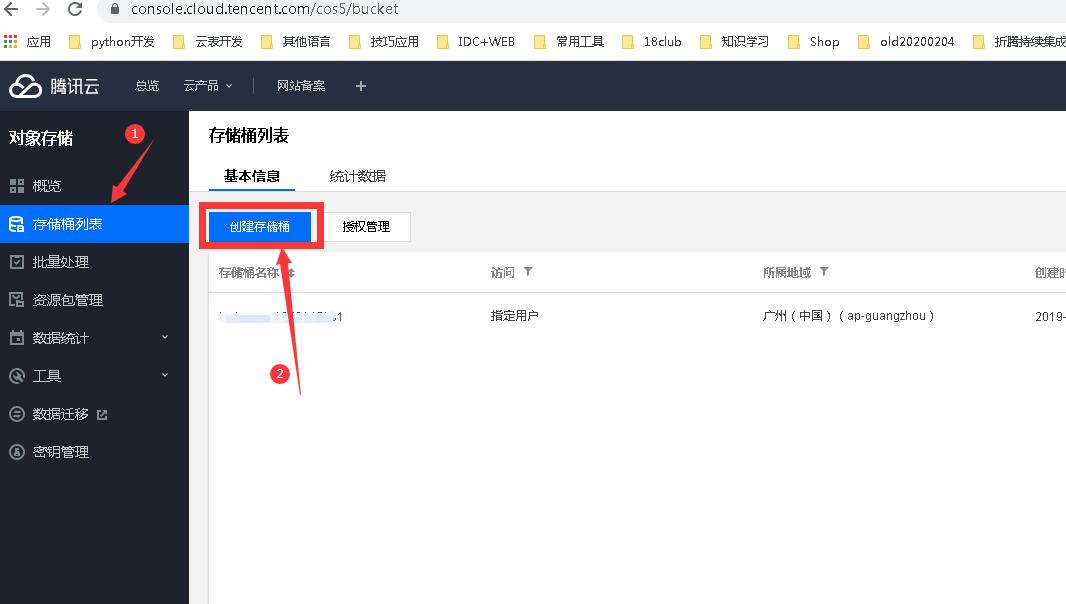 console.cloud.tencent.com/cos5/bucket
应用 python开发 云表开发 其他语言 技巧应用 IDC+WEB 常用工具 18club 知识学习 Shop old20200204 折腾持续集成
腾讯云 总览 云产品 网站备案 +
对象存储
1
概览
存储桶列表
批量处理
资源包管理
数据统计
工具
数据迁移
密钥管理
存储桶列表
基本信息 统计数据
创建存储桶 授权管理
存储桶名称 访问 所属地域 创建时
指定用户 广州（中国）（ap-guangzhou） 2019-
2